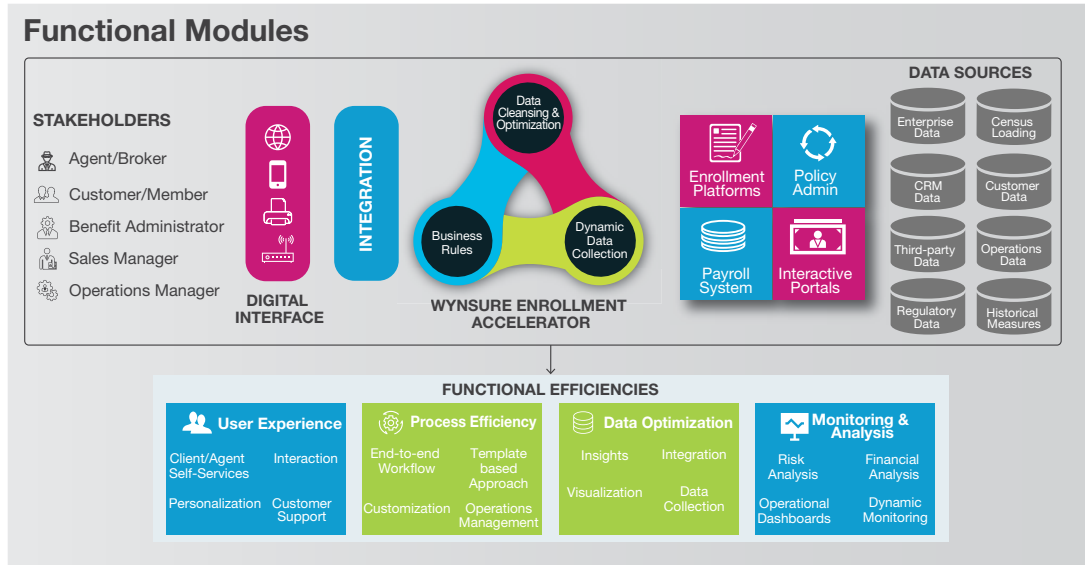 Functional Modules
STAKEHOLDERS
Agent/Broker
Customer/Member
Benefit Administrator
Sales Manager
Operations Manager
DIGITAL
INTERFACE
INTEGRATION
Data
Cleansing &
Optimization
Business
Rules
Dynamic
Data
Collection
WYNSURE ENROLLMENT
ACCELERATOR
Enrollment
Platforms
Policy
Admin
Payroll
System
Interactive
Portals
DATA SOURCES
Enterprise
Data
Census
Loading
CRM
Data
Customer
Data
Third-party
Data
Operations
Data
Regulatory
Data
Historical
Measures
FUNCTIONAL EFFICIENCIES
User Experience
Client/Agent
Self-Services
Interaction
Personalization
Customer
Support
Process Efficiency
End-to-end
Workflow
Template
based
Approach
Customization
Operations
Management
Data Optimization
Insights
Integration
Visualization
Data
Collection
Monitoring &
Analysis
Risk
Analysis
Financial
Analysis
Operational
Dashboards
Dynamic
Monitoring